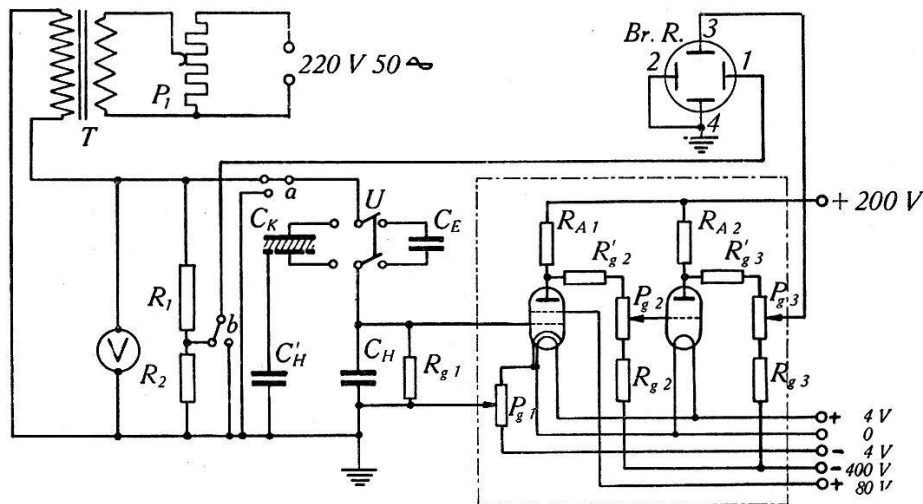 T
P1
220 V 50 ~
Br. R.
3
2
1
4
+ 200 V
a
U
CK
CE
RA1
RA2
R'g2
R'g3
R1
b
Pg2
Pg3
V
R2
C'H
CH
Rg1
Pg1
Rg2
Rg3
+ 4 V
0
- 4 V
- 400 V
+ 80 V